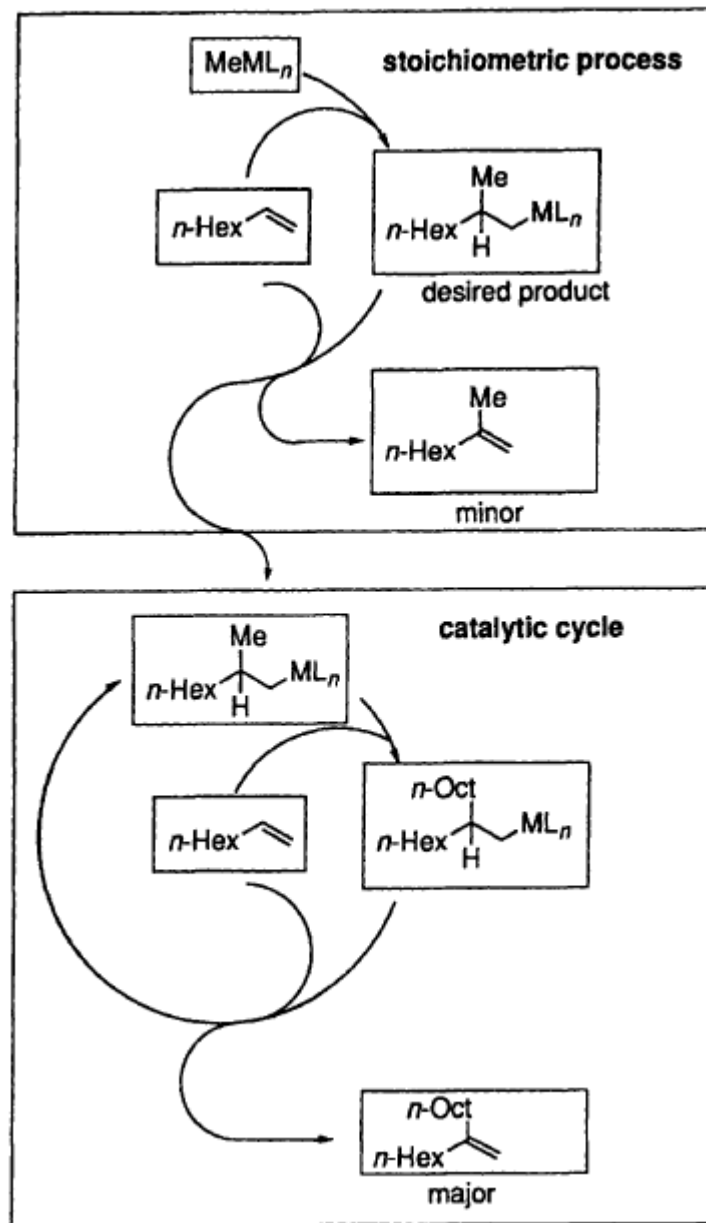 stoichiometric process
MeMLn
Me
n-Hex
MLn
n-Hex
H
desired product
Me
n-Hex
minor
catalytic cycle
Me
MLn
n-Hex
H
n-Oct
MLn
n-Hex
n-Hex
H
n-Oct
n-Hex
major